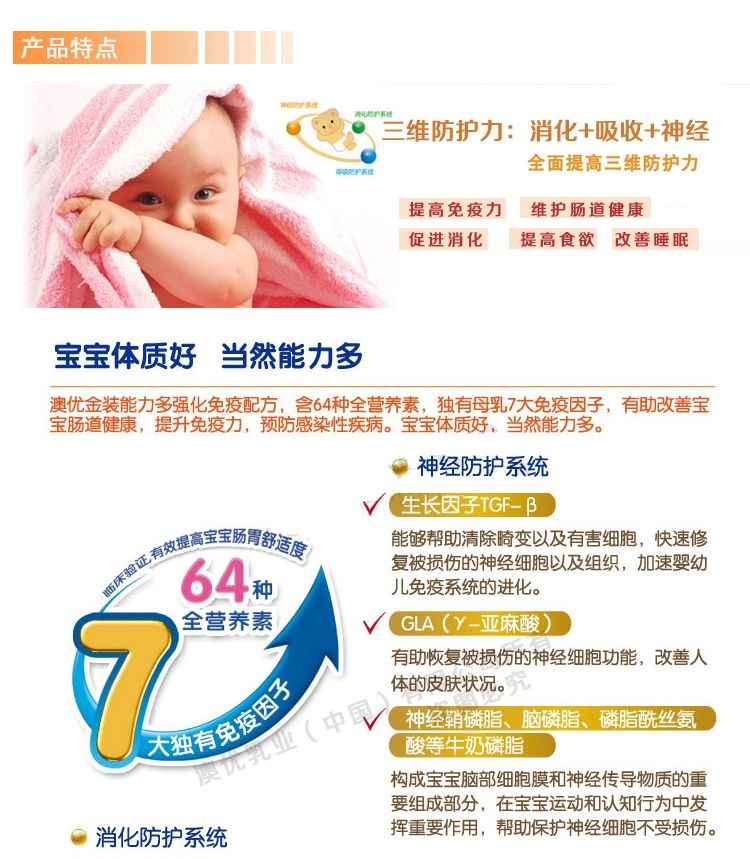 产品特点
神经防护系统
消化防护系统
呼吸防护系统
三维防护力：消化+吸收+神经
全面提高三维防护力
提高免疫力 维护肠道健康
促进消化 提高食欲 改善睡眠
宝宝体质好 当然能力多
澳优金装能力多强化免疫配方，含64种全营养素，独有母乳7大免疫因子，有助改善宝
宝肠道健康，提升免疫力，预防感染性疾病。宝宝体质好，当然能力多。
神经防护系统
生长因子TGF-β
能够帮助清除畸变以及有害细胞，快速修
复被损伤的神经细胞以及组织，加速婴幼
儿免疫系统的进化。
GLA（γ-亚麻酸）
有助恢复被损伤的神经细胞功能，改善人
体的皮肤状况。
神经鞘磷脂、脑磷脂、磷脂酰丝氨
酸等牛奶磷脂
构成宝宝脑部细胞膜和神经传导物质的重
要组成部分，在宝宝运动和认知行为中发
挥重要作用，帮助保护神经细胞不受损伤。
临床验证，有效提高宝宝肠胃舒适度
64种
全营养素
7
大独有免疫因子
澳优乳业（中国）有限公司所有
必究
消化防护系统